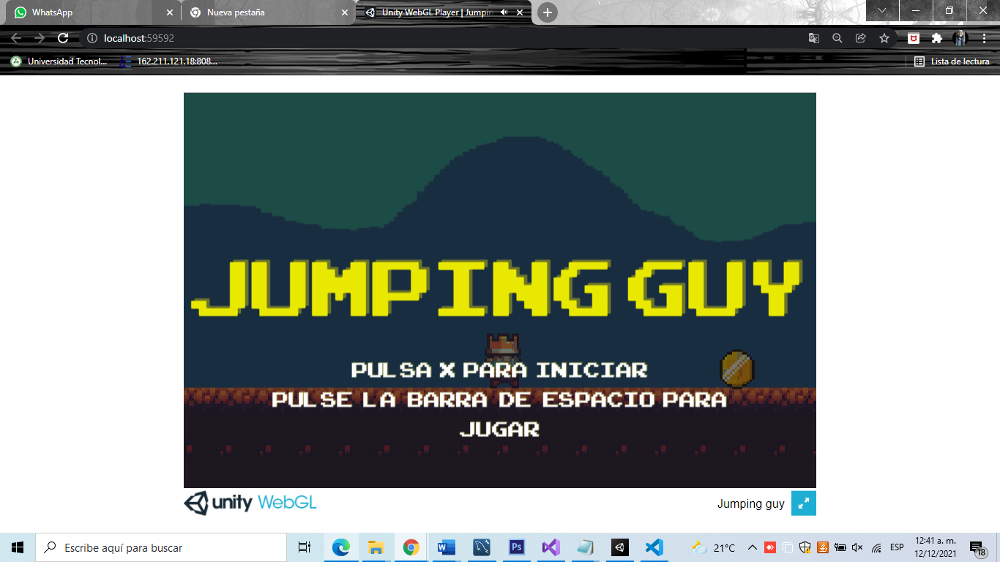 WhatsApp
Nueva pestaña
Unity WebGL Player | Jumpin
localhost:59592
Universidad Tecnol...
162.211.121.18:808...
Lista de lectura
JUMPING GUY
PULSA X PARA INICIAR
PULSE LA BARRA DE ESPACIO PARA
JUGAR
unity WebGL
Jumping guy
Escribe aquí para buscar
Ps
21°C
ESP
12:41 a. m.
12/12/2021
18